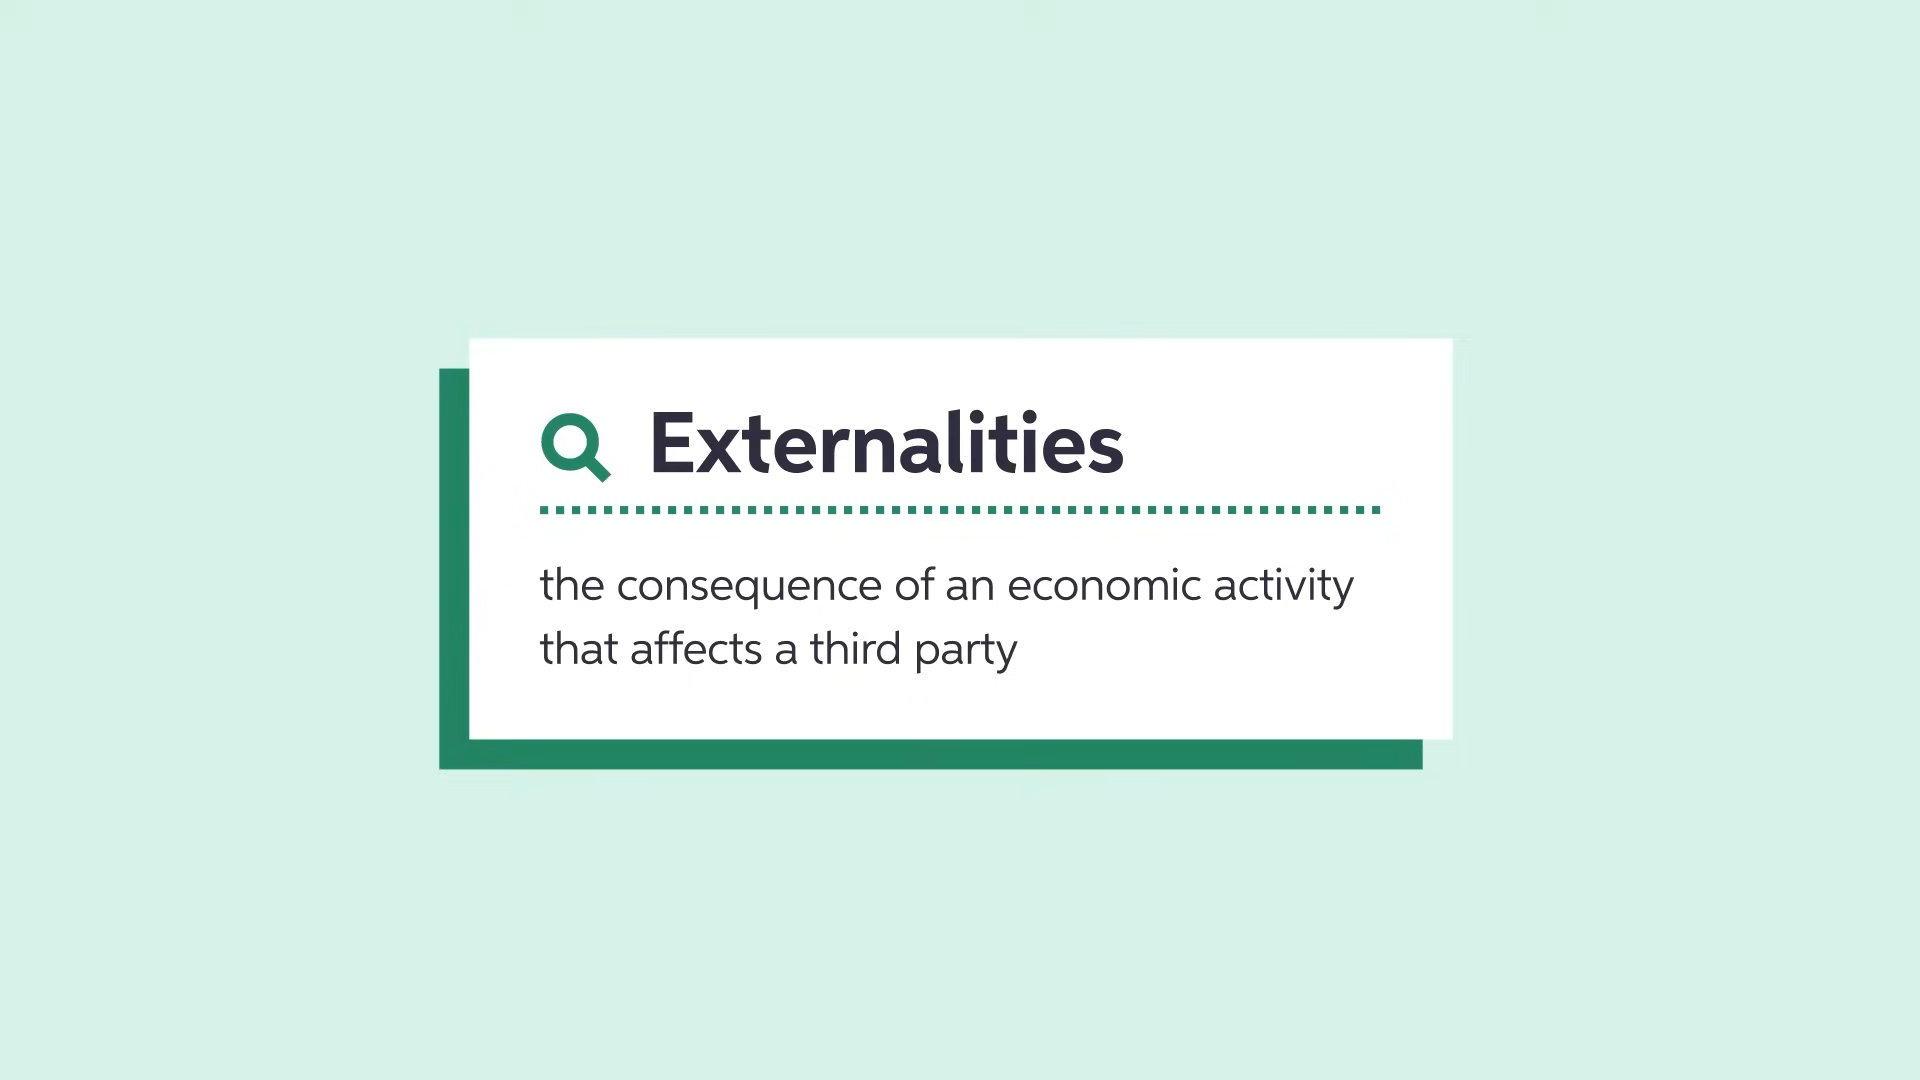 Externalities
the consequence of an economic activity
that affects a third party